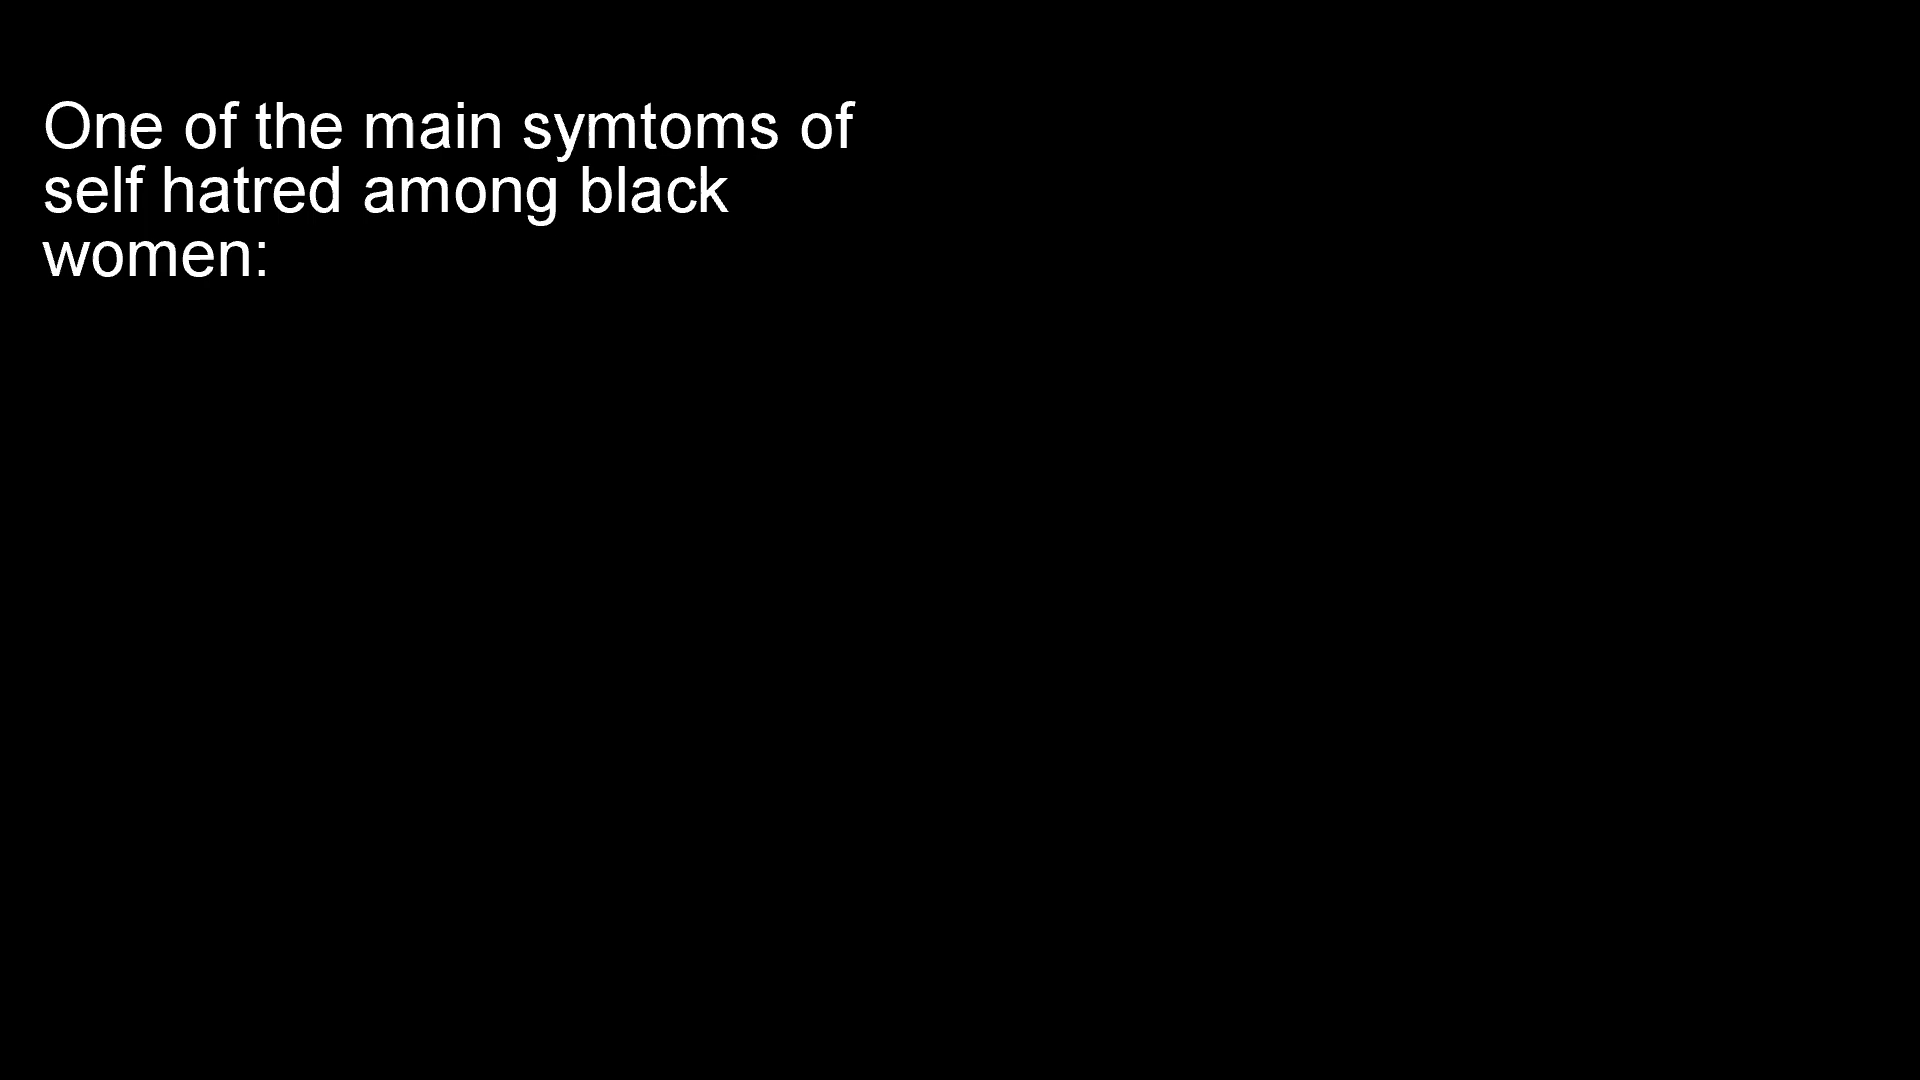 One of the main symtoms of
self hatred among black
women: